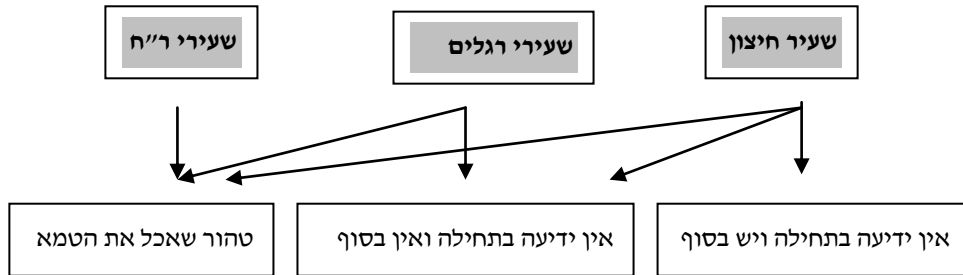 שעיר חיצון
שעירי רגלים
שעירי ר״ח
אין ידיעה בתחילה ויש בסוף
אין ידיעה בתחילה ואין בסוף
טהור שאכל את הטמא